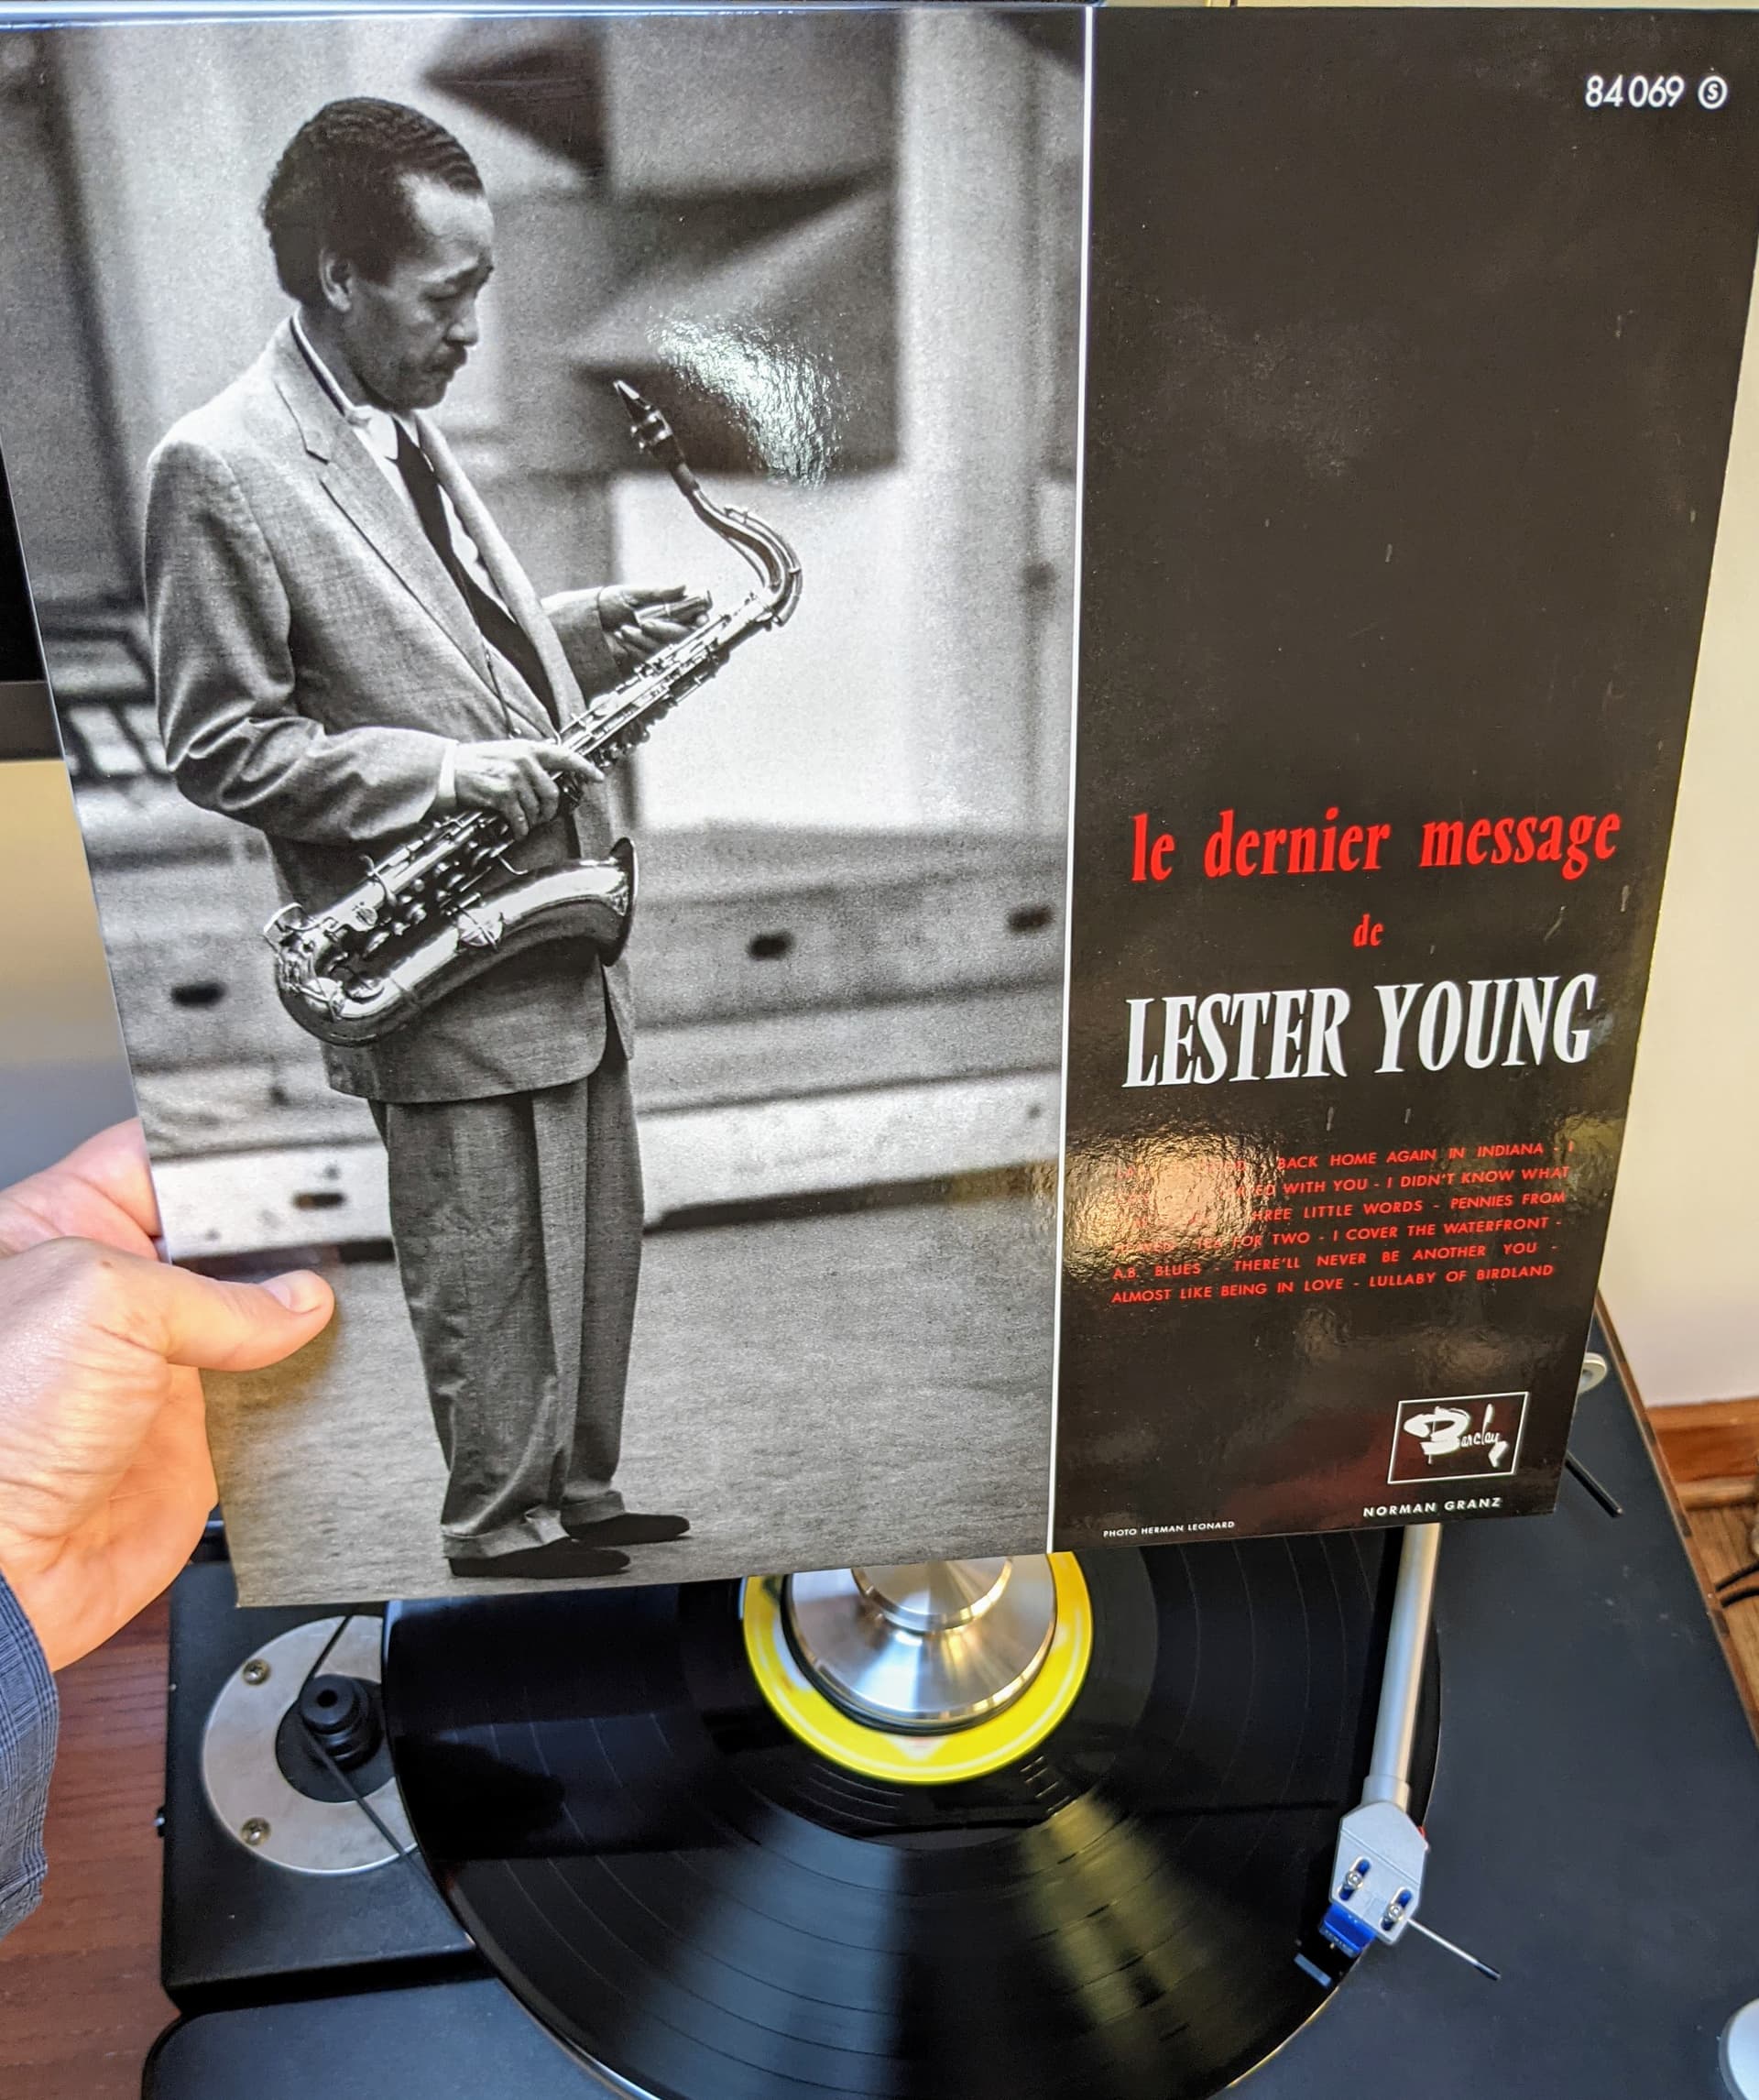 84069 Ⓢ
le dernier message
de
LESTER YOUNG
BACK HOME AGAIN IN INDIANA - I
WITH YOU - I DIDN'T KNOW WHAT
THREE LITTLE WORDS - PENNIES FROM
TEA FOR TWO - I COVER THE WATERFRONT -
A.B. BLUES - THERE'LL NEVER BE ANOTHER YOU -
ALMOST LIKE BEING IN LOVE - LULLABY OF BIRDLAND
Barclay
NORMAN GRANZ
PHOTO HERMAN LEONARD